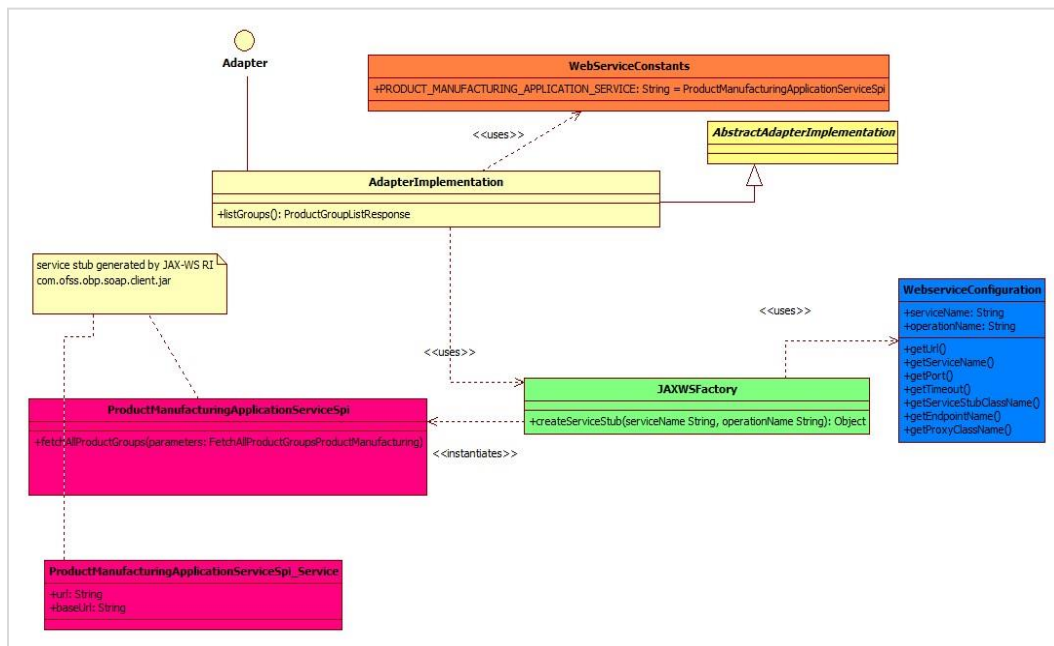 Adapter
WebServiceConstants
+PRODUCT_MANUFACTURING_APPLICATION_SERVICE: String = ProductManufacturingApplicationServiceSpi
<<uses>>
AbstractAdapterImplementation
AdapterImplementation
+listGroups(): ProductGroupListResponse
service stub generated by JAX-WS RI
com.ofss.obp.soap.client.jar
WebserviceConfiguration
+serviceName: String
+operationName: String
+getUrl()
+getServiceName()
+getPort()
+getTimeout()
+getServiceStubClassName()
+getEndpointName()
+getProxyClassName()
<<uses>>
<<uses>>
JAXWSFactory
+createServiceStub(serviceName String, operationName String): Object
ProductManufacturingApplicationServiceSpi
+fetchAllProductGroups(parameters: FetchAllProductGroupsProductManufacturing)
<<instantiates>>
ProductManufacturingApplicationServiceSpi_Service
+url: String
+baseUrl: String